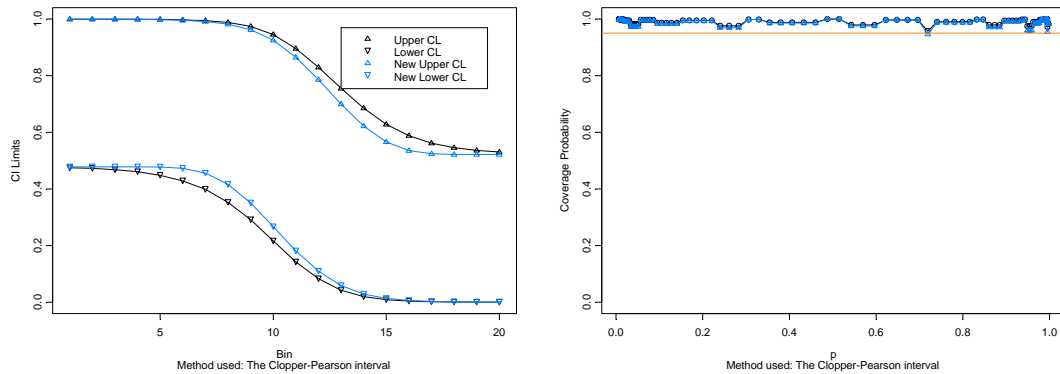 CI Limits
1.0
0.8
0.6
0.4
0.2
0.0
Upper CL
Lower CL
New Upper CL
New Lower CL
5
10
15
20
Bin
Method used: The Clopper-Pearson interval
Coverage Probability
1.0
0.8
0.6
0.4
0.2
0.0
0.0
0.2
0.4
0.6
0.8
1.0
p
Method used: The Clopper-Pearson interval